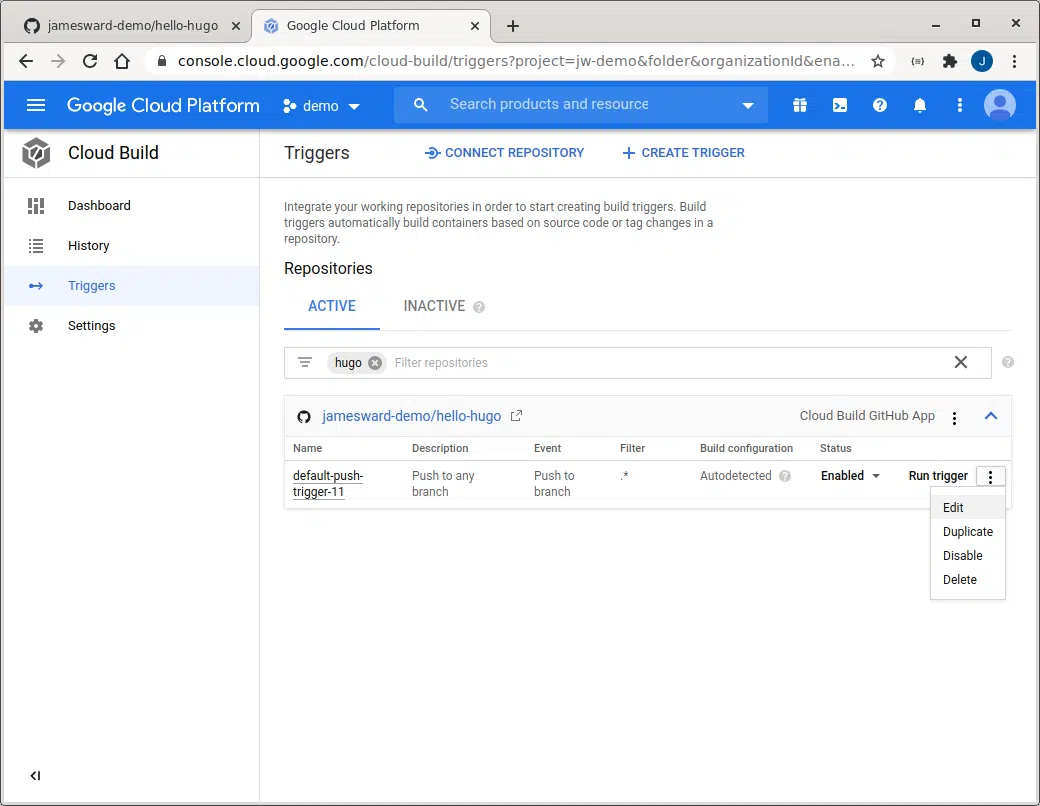 jamesward-demo/hello-hugo
Google Cloud Platform
console.cloud.google.com/cloud-build/triggers?project=jw-demo&folder&organizationId&ena...
J
Google Cloud Platform
demo
Search products and resource
Cloud Build
Triggers
CONNECT REPOSITORY
CREATE TRIGGER
Dashboard
History
Triggers
Settings
Integrate your working repositories in order to start creating build triggers. Build
triggers automatically build containers based on source code or tag changes in a
repository.
Repositories
ACTIVE
INACTIVE
hugo
Filter repositories
jamesward-demo/hello-hugo
Cloud Build GitHub App
Name Description Event Filter Build configuration Status
default-push- Push to any Push to .* Autodetected Enabled Run trigger
trigger-11 branch branch
Edit
Duplicate
Disable
Delete